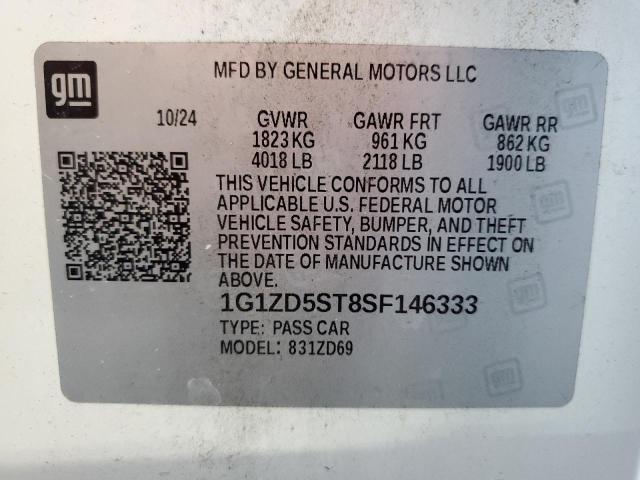 gm
MFD BY GENERAL MOTORS LLC
10/24 GVWR GAWR FRT GAWR RR
1823 KG 961 KG 862 KG
4018 LB 2118 LB 1900 LB
THIS VEHICLE CONFORMS TO ALL
APPLICABLE U.S. FEDERAL MOTOR
VEHICLE SAFETY, BUMPER, AND THEFT
PREVENTION STANDARDS IN EFFECT ON
THE DATE OF MANUFACTURE SHOWN
ABOVE.
1G1ZD5ST8SF146333
TYPE: PASS CAR
MODEL: 831ZD69